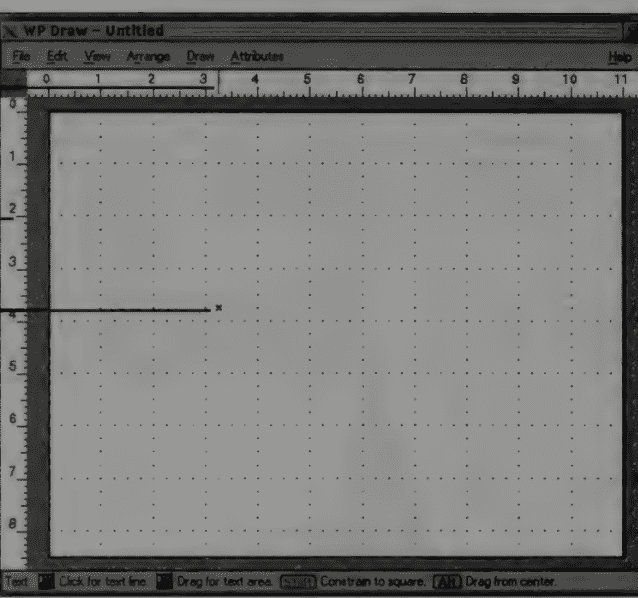 WP Draw - Untitled
File Edit View Arrange Draw Attributes Help
0 1 2 3 4 5 6 7 8 9 10 11
0
1
2
3
4
5
6
7
8
Text Click for text line. Drag for text area. Shift Constrain to square. Alt Drag from center.